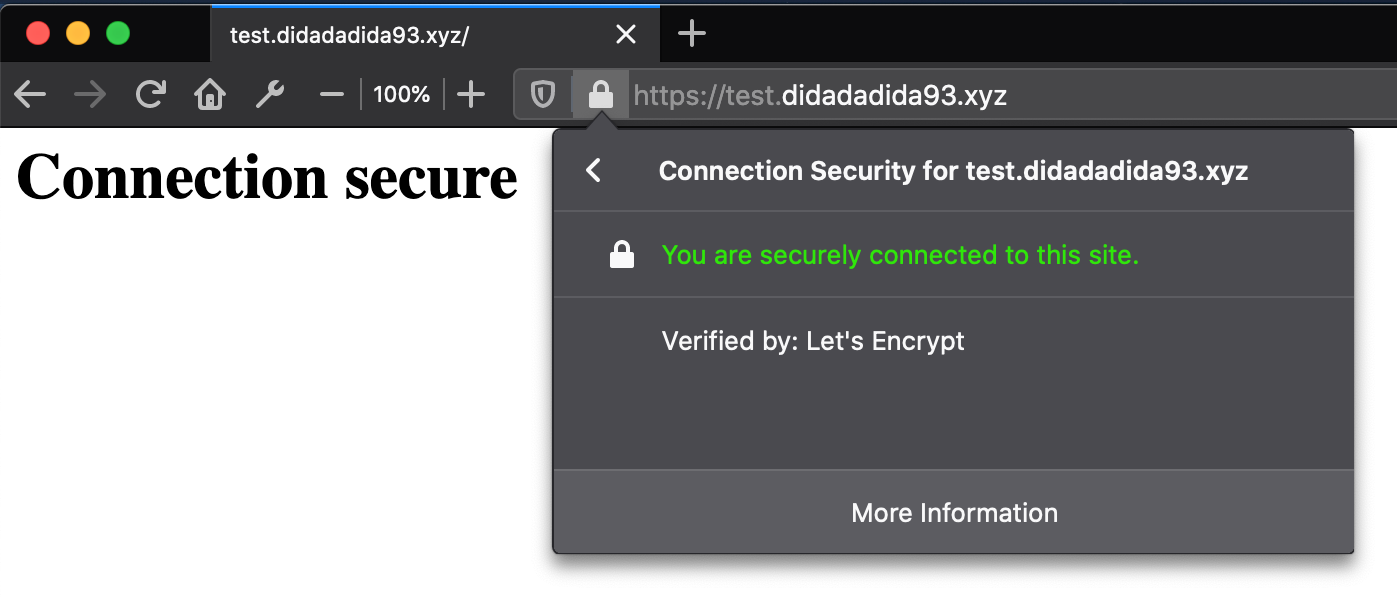 test.didadadida93.xyz/
100%
https://test.didadadida93.xyz
Connection secure
Connection Security for test.didadadida93.xyz
You are securely connected to this site.
Verified by: Let's Encrypt
More Information